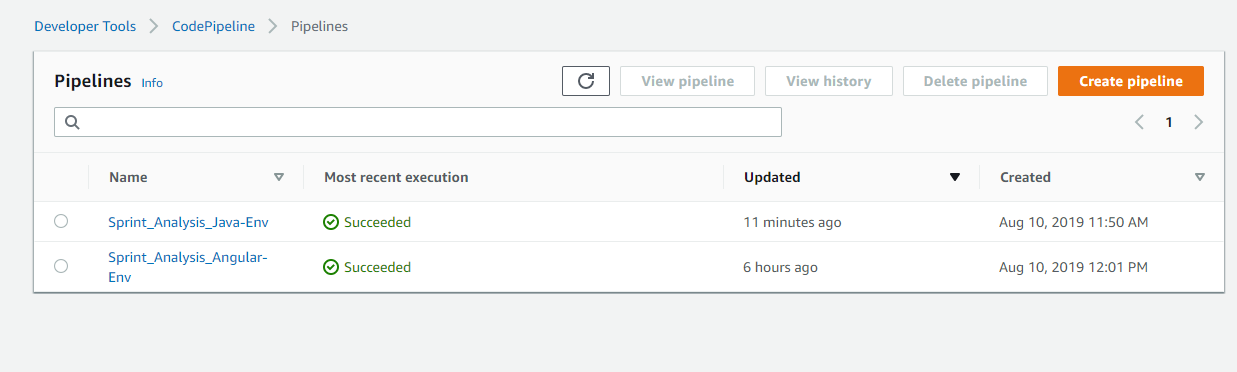 Developer Tools > CodePipeline > Pipelines
Pipelines Info View pipeline View history Delete pipeline Create pipeline
1
Name Most recent execution Updated Created
Sprint_Analysis_Java-Env Succeeded 11 minutes ago Aug 10, 2019 11:50 AM
Sprint_Analysis_Angular-
Env Succeeded 6 hours ago Aug 10, 2019 12:01 PM